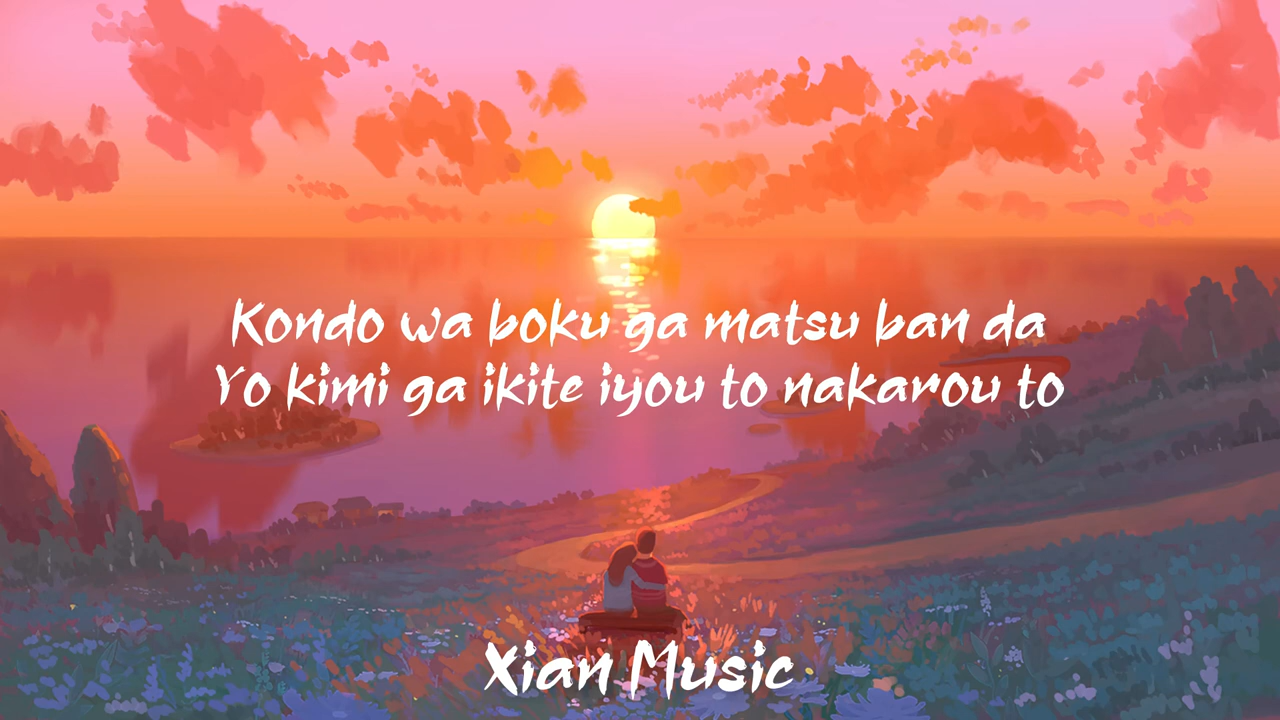 Kondo wa boku ga matsu ban da
Yo kimi ga ikite iyou to nakarou to
Xian Music